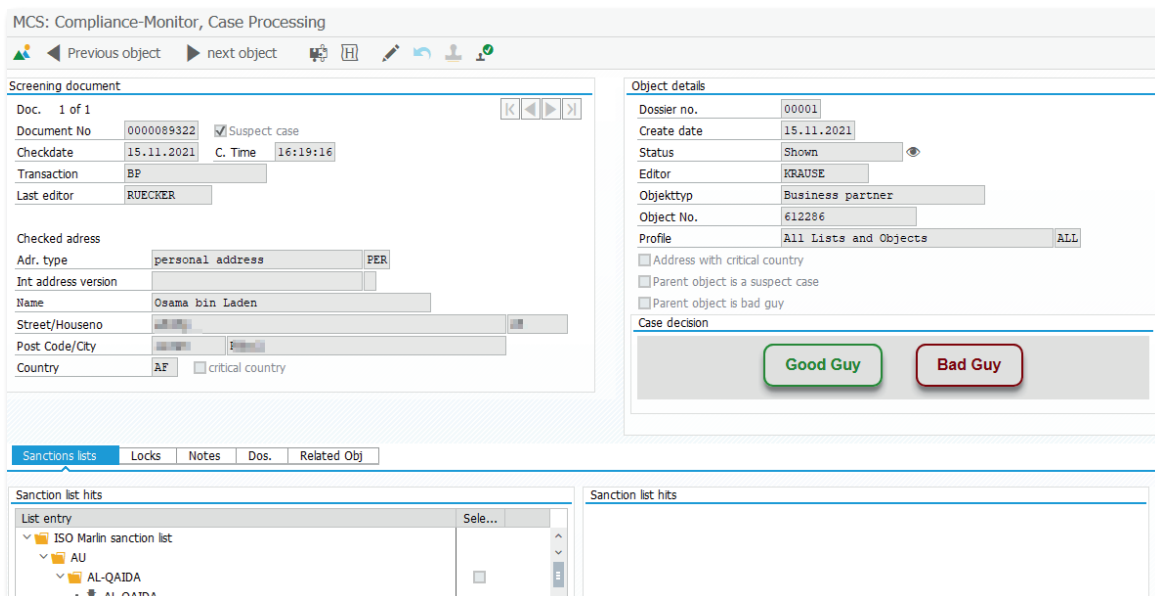 MCS: Compliance-Monitor, Case Processing
Previous object next object
Screening document
Doc. 1 of 1
Document No 0000089322 Suspect case
Checkdate 15.11.2021 C. Time 16:19:16
Transaction BP
Last editor RUECKER
Checked adress
Adr. type personal address PER
Int address version
Name Osama bin Laden
Street/Houseno
Post Code/City
Country AF critical country
Object details
Dossier no. 00001
Create date 15.11.2021
Status Shown
Editor KRAUSE
Objekttyp Business partner
Object No. 612286
Profile All Lists and Objects ALL
Address with critical country
Parent object is a suspect case
Parent object is bad guy
Case decision
Good Guy Bad Guy
Sanctions lists Locks Notes Dos. Related Obj
Sanction list hits
List entry Sele...
ISO Marlin sanction list
AU
AL-QAIDA
AL-QAIDA
Sanction list hits